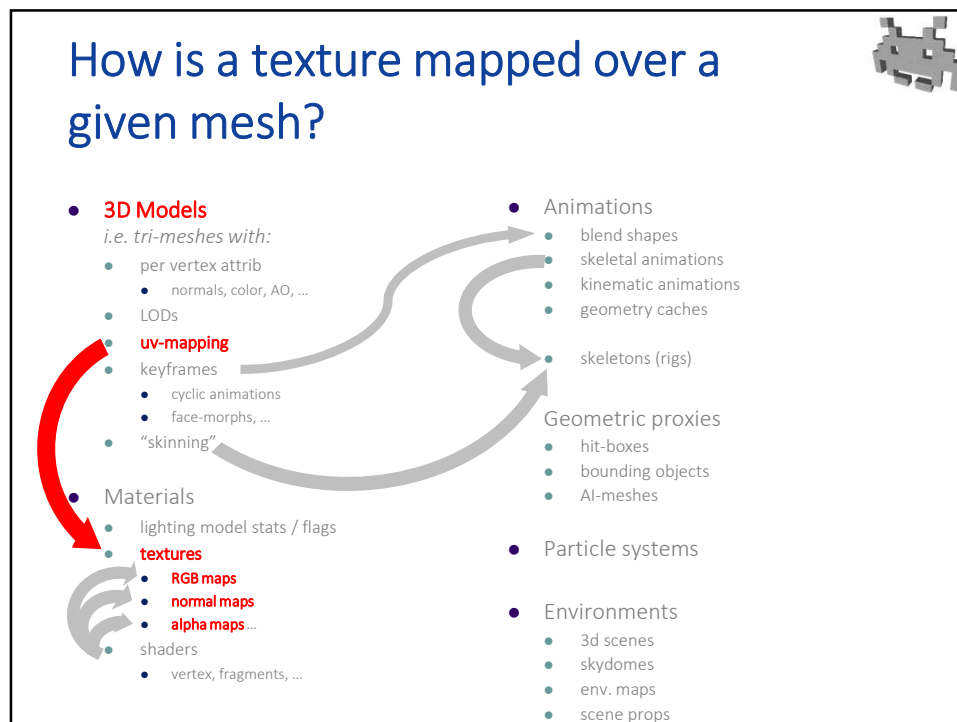 How is a texture mapped over a
given mesh?
3D Models
i.e. tri-meshes with:
per vertex attrib
normals, color, AO, …
LODs
uv-mapping
keyframes
cyclic animations
face-morphs, …
“skinning”
Materials
lighting model stats / flags
textures
RGB maps
normal maps
alpha maps …
shaders
vertex, fragments, …
Animations
blend shapes
skeletal animations
kinematic animations
geometry caches
skeletons (rigs)
Geometric proxies
hit-boxes
bounding objects
AI-meshes
Particle systems
Environments
3d scenes
skydomes
env. maps
scene props